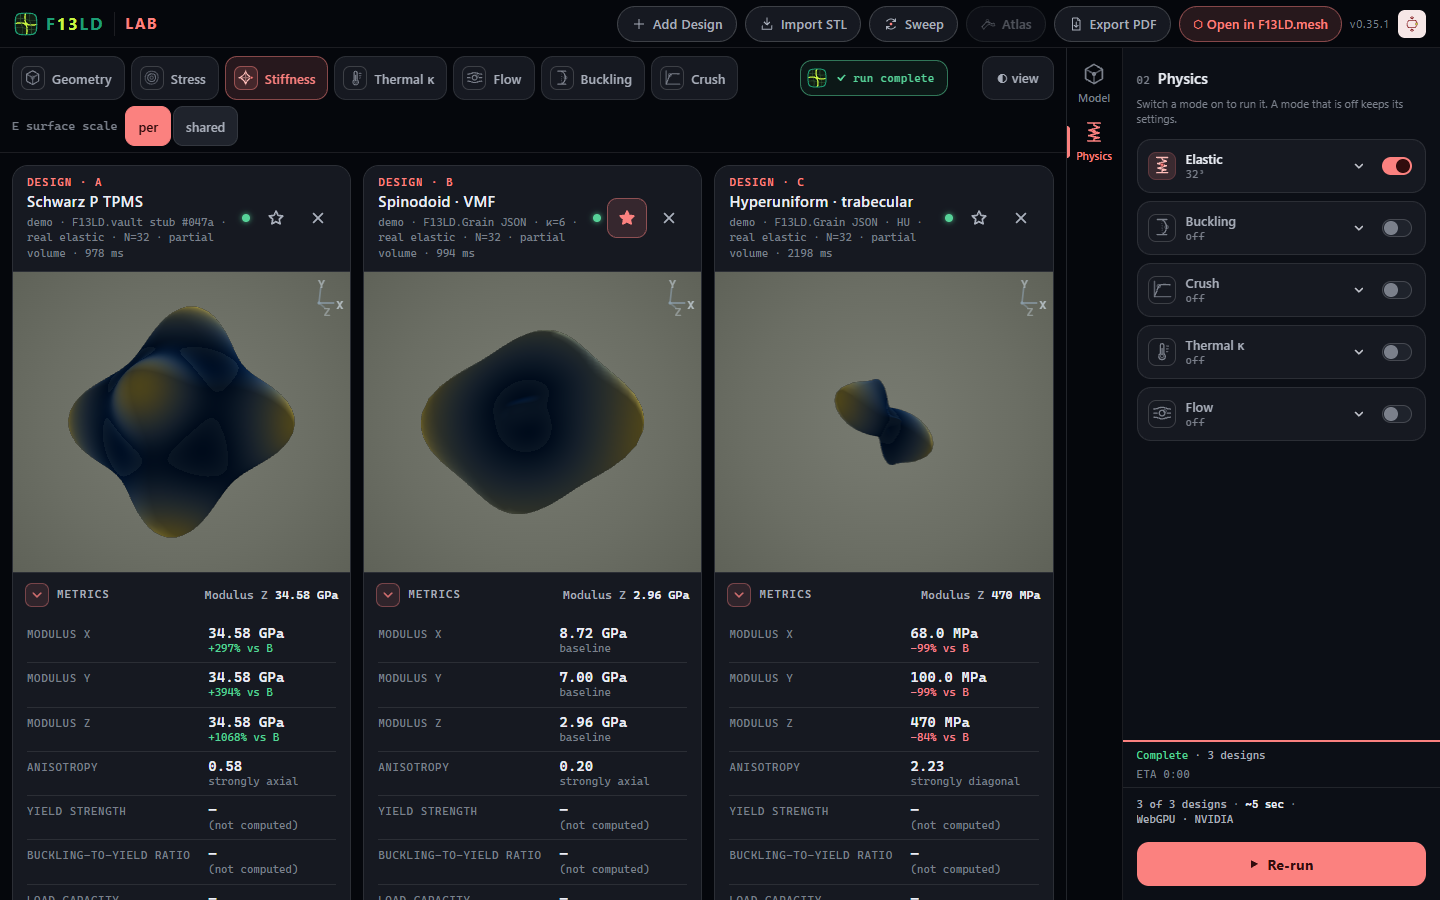 F13LD LAB
Add Design
Import STL
Sweep
Atlas
Export PDF
Open in F13LD.mesh
v0.35.1
Geometry
Stress
Stiffness
Thermal κ
Flow
Buckling
Crush
✓ run complete
view
E surface scale
per
shared
DESIGN · A
Schwarz P TPMS
demo · F13LD.vault stub #047a ·
real elastic · N=32 · partial
volume · 978 ms
Y
X
Z
METRICS
Modulus Z 34.58 GPa
MODULUS X
34.58 GPa
+297% vs B
MODULUS Y
34.58 GPa
+394% vs B
MODULUS Z
34.58 GPa
+1068% vs B
ANISOTROPY
0.58
strongly axial
YIELD STRENGTH
—
(not computed)
BUCKLING-TO-YIELD RATIO
—
(not computed)
LOAD CAPACITY
DESIGN · B
Spinodoid · VMF
demo · F13LD.Grain JSON · κ=6 ·
real elastic · N=32 · partial
volume · 994 ms
Y
X
Z
METRICS
Modulus Z 2.96 GPa
MODULUS X
8.72 GPa
baseline
MODULUS Y
7.00 GPa
baseline
MODULUS Z
2.96 GPa
baseline
ANISOTROPY
0.20
strongly axial
YIELD STRENGTH
—
(not computed)
BUCKLING-TO-YIELD RATIO
—
(not computed)
LOAD CAPACITY
DESIGN · C
Hyperuniform · trabecular
demo · F13LD.Grain JSON · HU ·
real elastic · N=32 · partial
volume · 2198 ms
Y
X
Z
METRICS
Modulus Z 470 MPa
MODULUS X
68.0 MPa
−99% vs B
MODULUS Y
100.0 MPa
−99% vs B
MODULUS Z
470 MPa
−84% vs B
ANISOTROPY
2.23
strongly diagonal
YIELD STRENGTH
—
(not computed)
BUCKLING-TO-YIELD RATIO
—
(not computed)
LOAD CAPACITY
Model
Physics
02 Physics
Switch a mode on to run it. A mode that is off keeps its
settings.
Elastic
32³
Buckling
off
Crush
off
Thermal κ
off
Flow
off
Complete · 3 designs
ETA 0:00
3 of 3 designs · ~5 sec ·
WebGPU · NVIDIA
Re-run